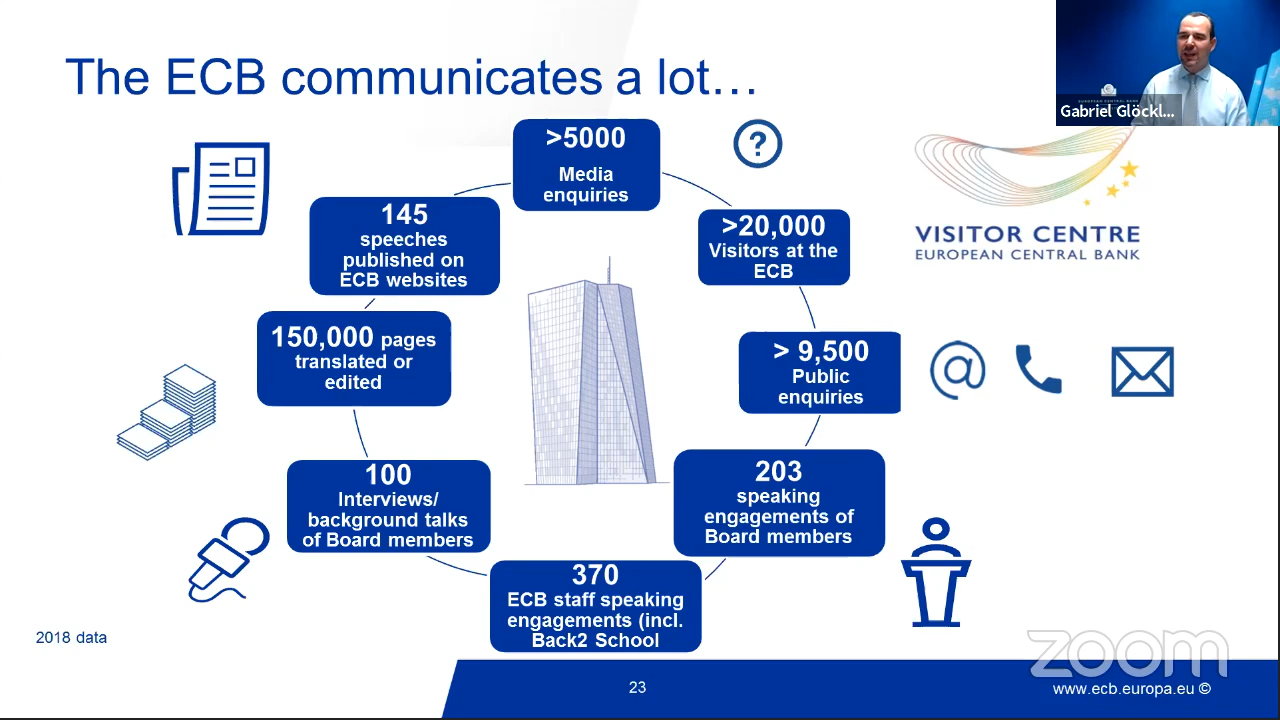 The ECB communicates a lot…
Gabriel Glöckl...
EUROPEAN CENTRAL BANK
>5000
Media
enquiries
?
>20,000
Visitors at the
ECB
VISITOR CENTRE
EUROPEAN CENTRAL BANK
> 9,500
Public
enquiries
@
203
speaking
engagements of
Board members
370
ECB staff speaking
engagements (incl.
Back2 School
100
Interviews/
background talks
of Board members
150,000 pages
translated or
edited
145
speeches
published on
ECB websites
2018 data
zoom
23
www.ecb.europa.eu ©